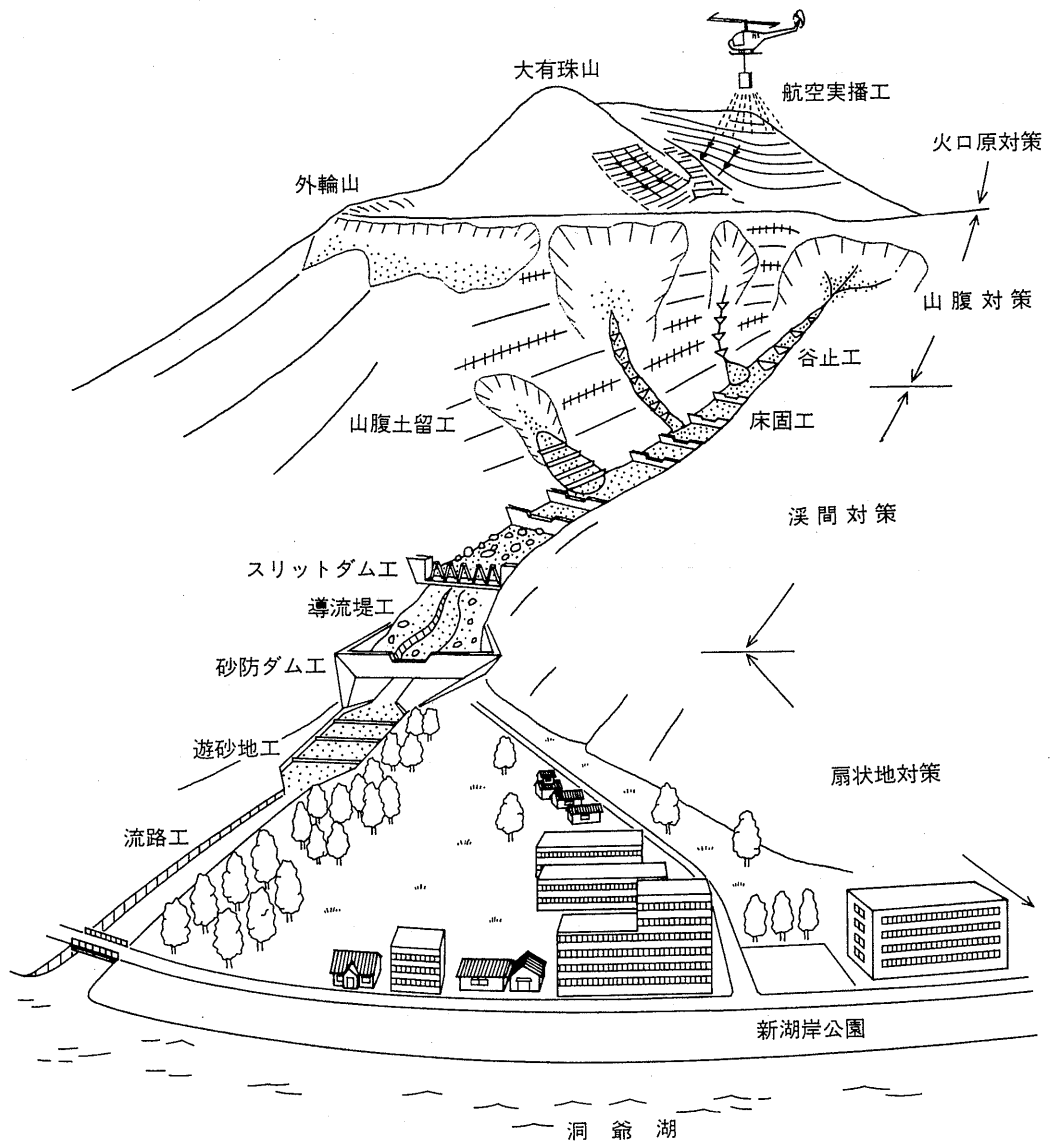 大有珠山
航空実播工
火口原対策
外輪山
山腹対策
谷止工
山腹土留工
床固工
渓間対策
スリットダム工
導流堤工
砂防ダム工
遊砂地工
扇状地対策
流路工
新湖岸公園
洞爺湖